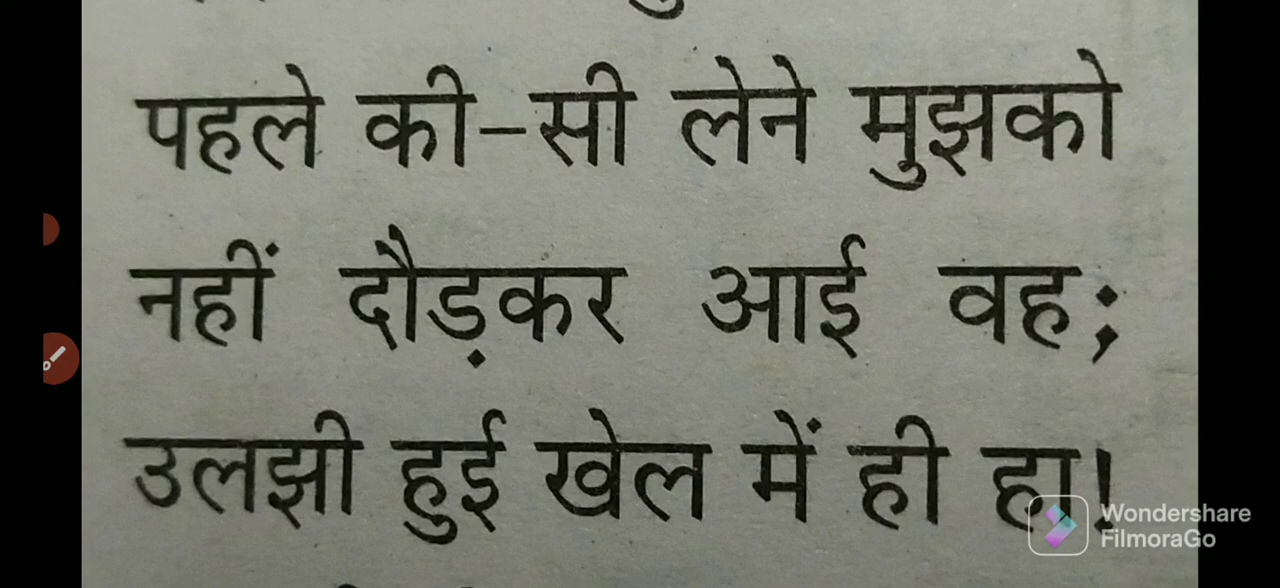 पहले की-सी लेने मुझको
नहीं दौड़कर आई वह;
उलझी हुई खेल में ही हा!
Wondershare
FilmoraGo